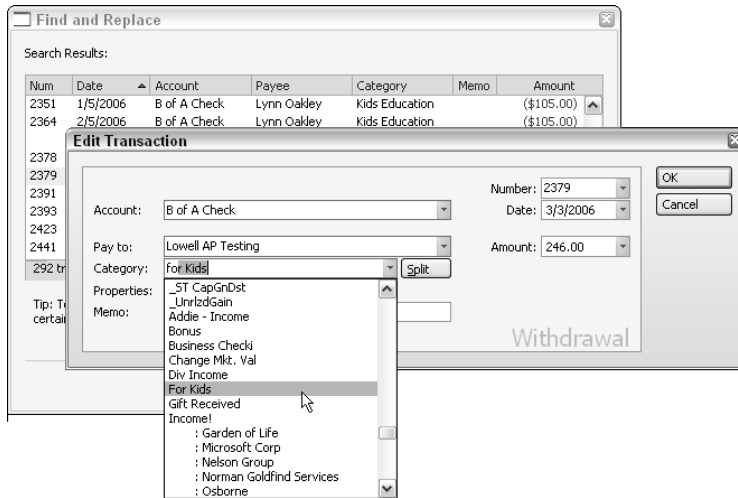 Find and Replace
Search Results:
Num Date Account Payee Category Memo Amount
2351 1/5/2006 B of A Check Lynn Oakley Kids Education ($105.00)
2364 2/5/2006 B of A Check Lynn Oakley Kids Education ($105.00)
Edit Transaction
2378
2379
2391
2393
2423
2441
292 tr
Tip: T
certai
Number: 2379
OK
Account: B of A Check
Date: 3/3/2006
Cancel
Pay to: Lowell AP Testing
Amount: 246.00
Category: for Kids
Split
Properties:
Memo:
Withdrawal
_ST CapGnDst
_UnrlzdGain
Addie - Income
Bonus
Business Checki
Change Mkt. Val
Div Income
For Kids
Gift Received
Income!
: Garden of Life
: Microsoft Corp
: Nelson Group
: Norman Goldfind Services
: Osborne